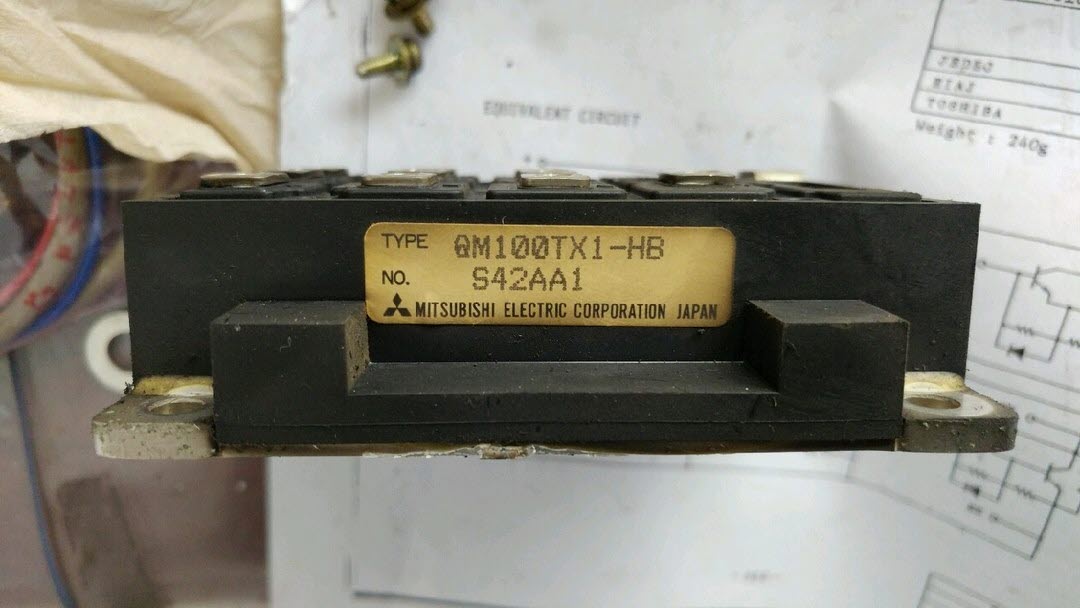 EQUIVALENT CIRCUIT
JEDEC
EIAJ
TOSHIBA
Weight : 240g
TYPE QM100TX1-HB
NO. S42AA1
MITSUBISHI ELECTRIC CORPORATION JAPAN